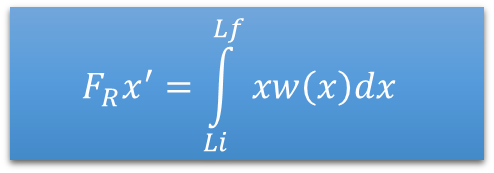 F_R x′ = ∫_{Li}^{Lf} xw(x)dx